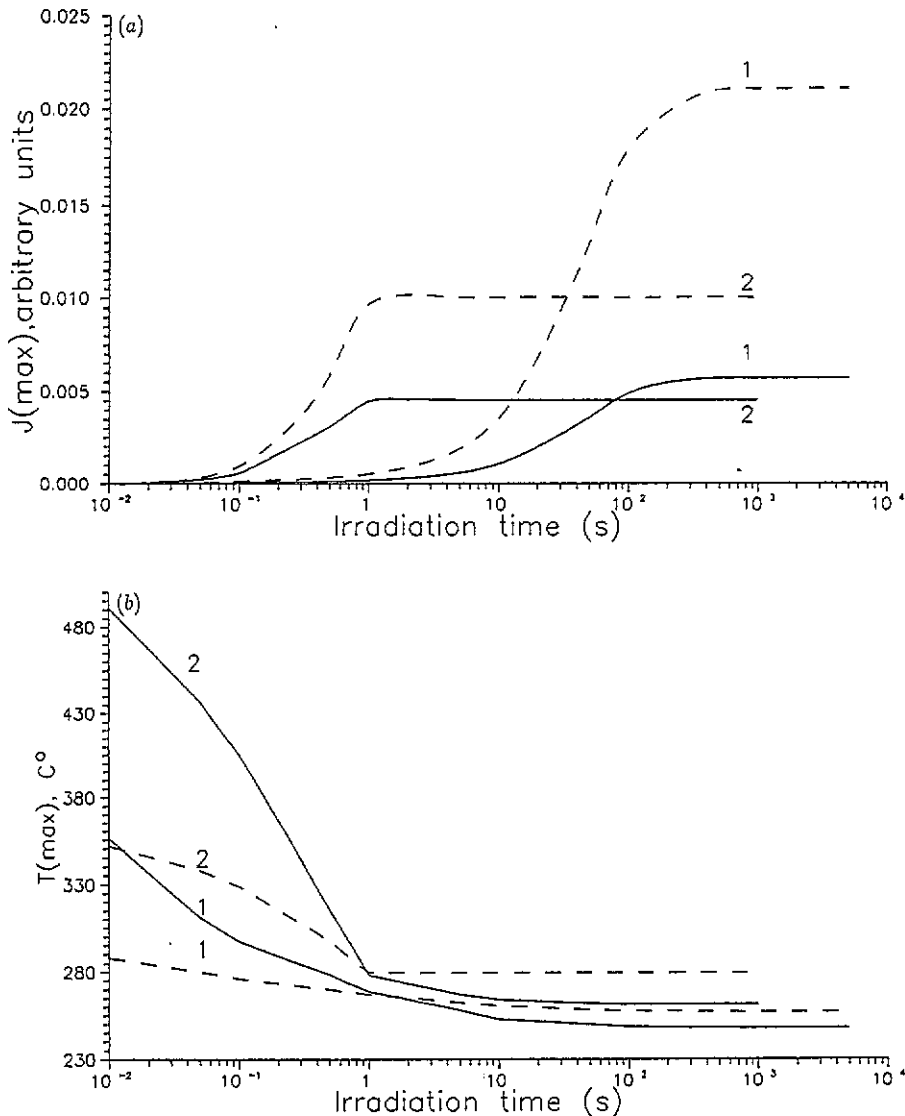 (a)
J(max), arbitrary units
0.025
0.020
0.015
0.010
0.005
0.000
1
2
1
2
10⁻² 10⁻¹ 1 10 10² 10³ 10⁴
Irradiation time (s)
(b)
T(max), C°
480
430
380
330
280
230
2
2
1
1
10⁻² 10⁻¹ 1 10 10² 10³ 10⁴
Irradiation time (s)